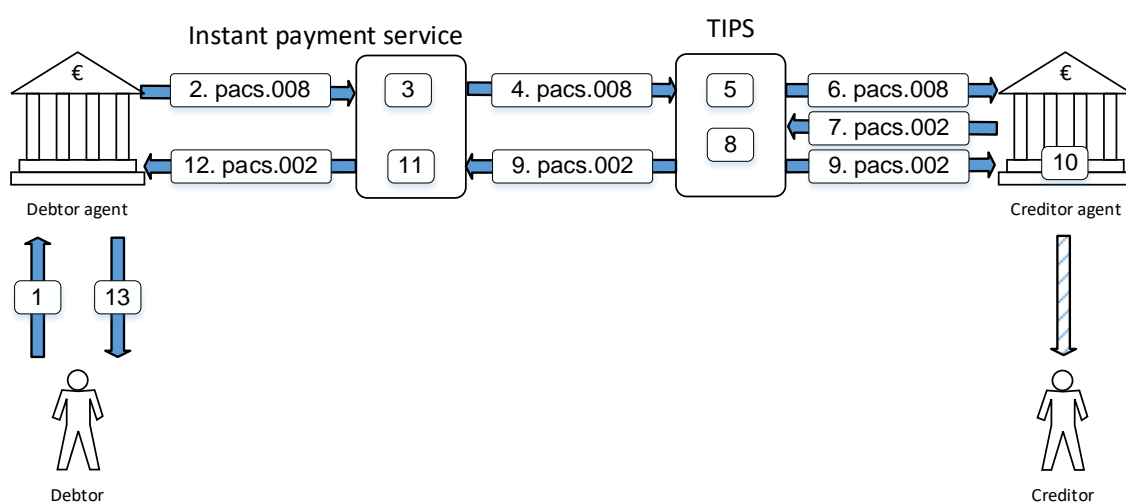 Instant payment service
TIPS
€
2. pacs.008
3
4. pacs.008
5
6. pacs.008
€
7. pacs.002
8
12. pacs.002
11
9. pacs.002
9. pacs.002
10
Debtor agent
Creditor agent
1
13
Debtor
Creditor